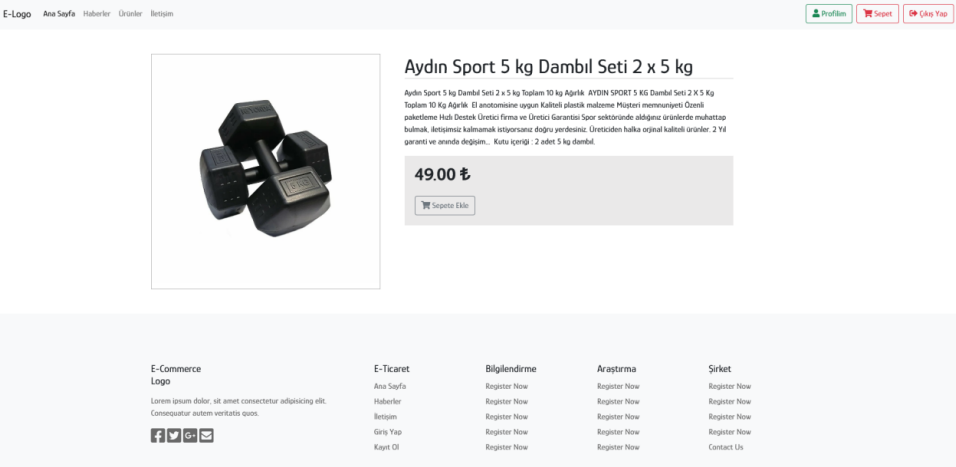 E-Logo Ana Sayfa Haberler Ürünler İletişim Profilim Sepet Çıkış Yap
Aydın Sport 5 kg Dambıl Seti 2 x 5 kg
Aydın Sport 5 kg Dambıl Seti 2 x 5 kg Toplam 10 kg Ağırlık AYDIN SPORT 5 KG Dambıl Seti 2 X 5 Kg
Toplam 10 Kg Ağırlık El anotomisine uygun Kaliteli plastik malzeme Müşteri memnuniyeti Özenli
paketleme Hızlı Destek Üretici firma ve Üretici Garantisi Spor sektöründe aldığınız ürünlerde muhattap
bulmak, iletişimsiz kalmamak istiyorsanız doğru yerdesiniz. Üreticiden halka orjinal kaliteli ürünler. 2 Yıl
garanti ve anında değişim... Kutu içeriği : 2 adet 5 kg dambıl.
5 KG
49.00 ₺
Sepete Ekle
E-Commerce
Logo
Lorem ipsum dolor, sit amet consectetur adipisicing elit.
Consequatur autem veritatis quos.
E-Ticaret
Ana Sayfa
Haberler
İletişim
Giriş Yap
Kayıt Ol
Bilgilendirme
Register Now
Register Now
Register Now
Register Now
Register Now
Araştırma
Register Now
Register Now
Register Now
Register Now
Register Now
Şirket
Register Now
Register Now
Register Now
Register Now
Contact Us